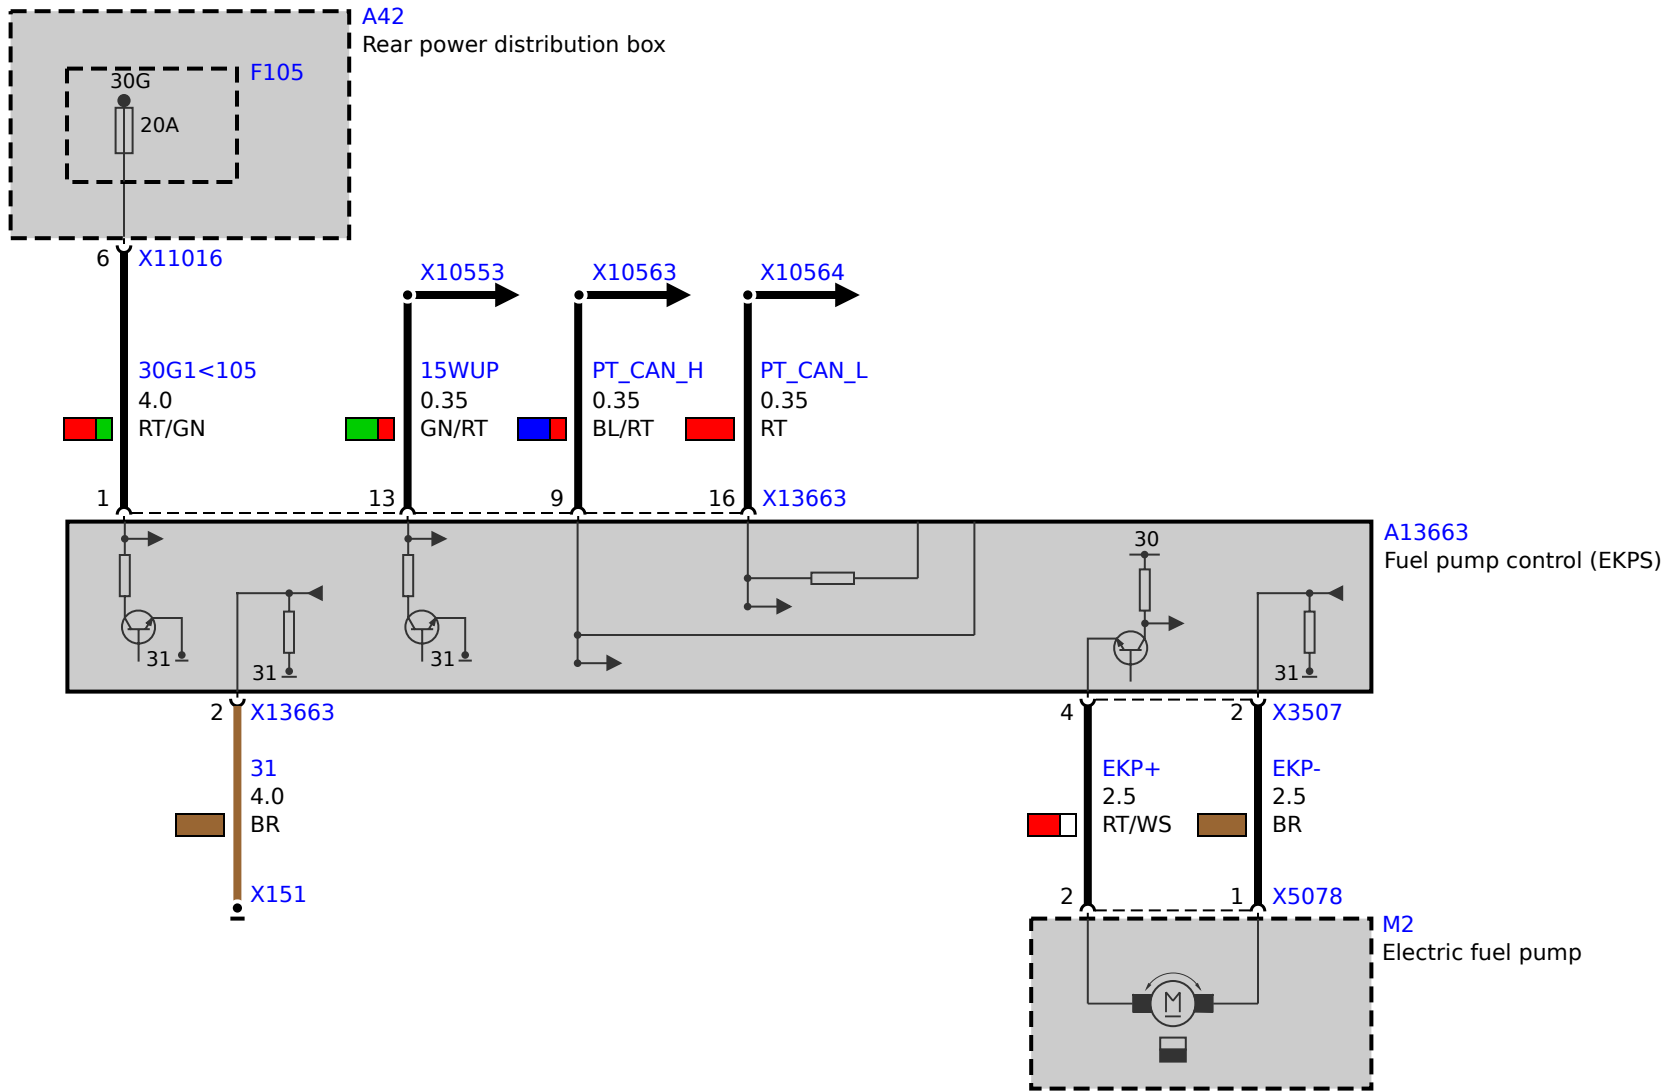 A42
Rear power distribution box
F105
30G
20A
6 X11016
X10553 X10563 X10564
30G1<105 15WUP PT_CAN_H PT_CAN_L
4.0 0.35 0.35 0.35
RT/GN GN/RT BL/RT RT
1 13 9 16 X13663
A13663
Fuel pump control (EKPS)
30
31 31 31 31
2 X13663 4 2 X3507
31 EKP+ EKP-
4.0 2.5 2.5
BR RT/WS BR
X151 2 1 X5078
M2
Electric fuel pump
M